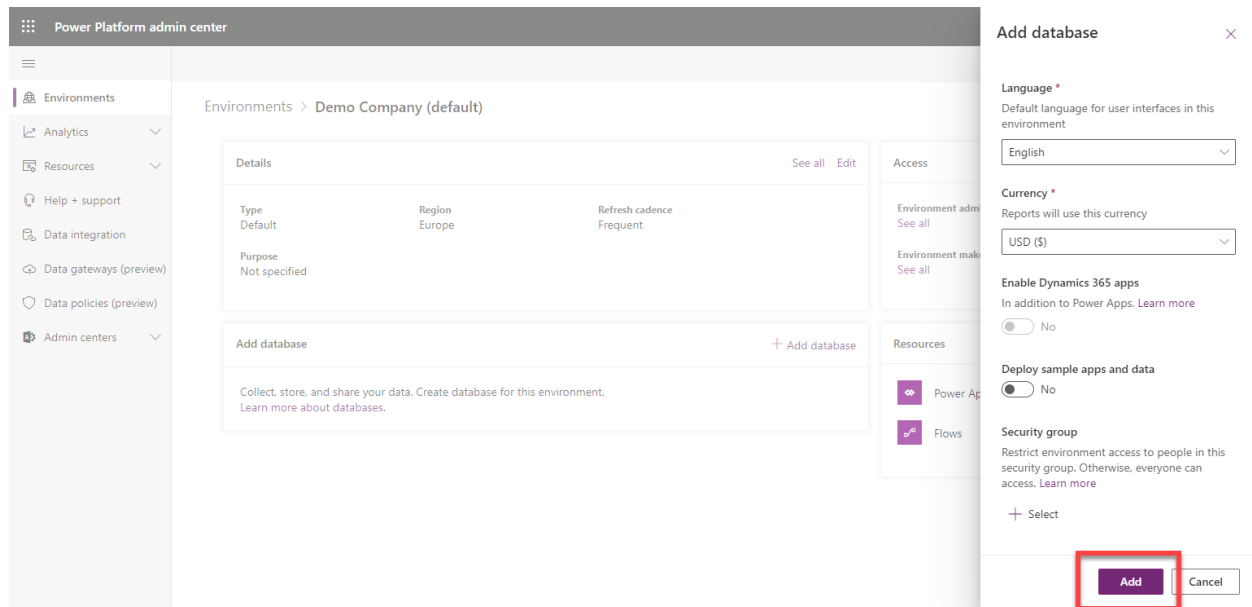 Power Platform admin center
Environments
Analytics
Resources
Help + support
Data integration
Data gateways (preview)
Data policies (preview)
Admin centers
Environments > Demo Company (default)
Details
See all Edit
Type
Default
Region
Europe
Refresh cadence
Frequent
Purpose
Not specified
Add database
+ Add database
Collect, store, and share your data. Create database for this environment.
Learn more about databases.
Access
Environment
See all
Environment
See all
Resources
Power
Flows
Add database
Language *
Default language for user interfaces in this
environment
English
Currency *
Reports will use this currency
USD ($)
Enable Dynamics 365 apps
In addition to Power Apps. Learn more
No
Deploy sample apps and data
No
Security group
Restrict environment access to people in this
security group. Otherwise, everyone can
access. Learn more
+ Select
Add
Cancel